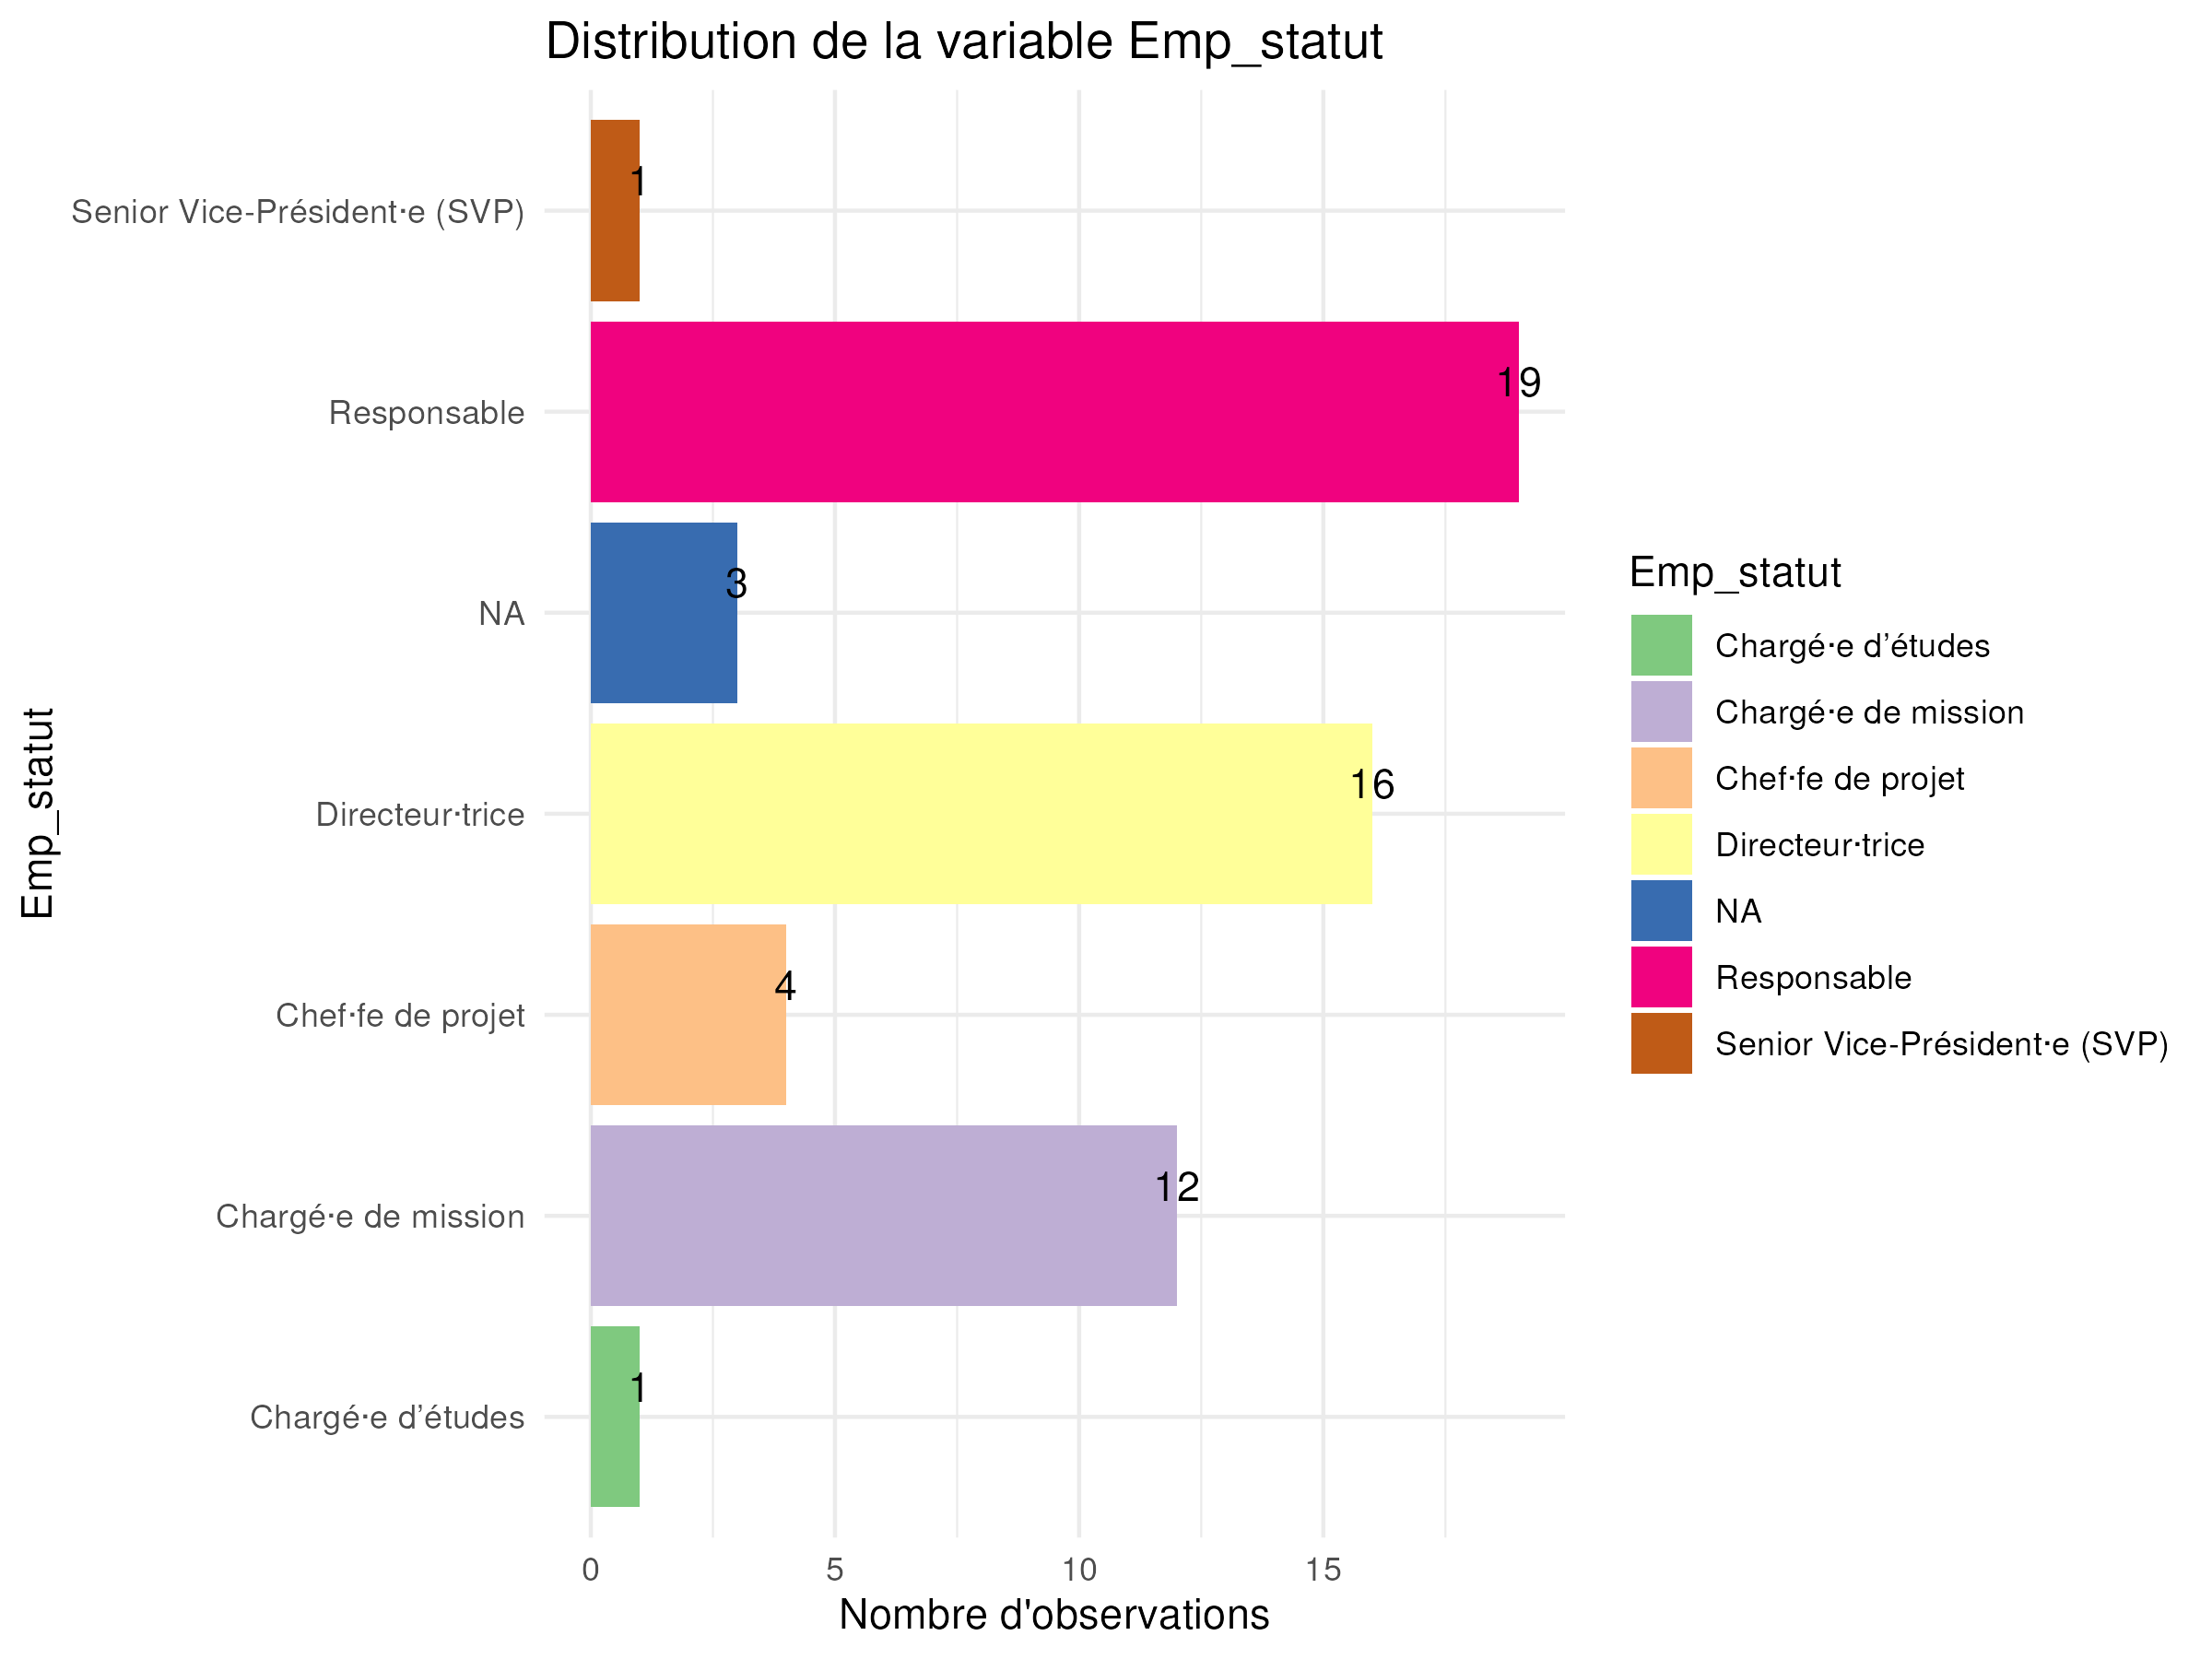 Distribution de la variable Emp_statut
Emp_statut
Senior Vice-Président·e (SVP)
1
Responsable
19
NA
3
Directeur·trice
16
Chef·fe de projet
4
Chargé·e de mission
12
Chargé·e d’études
1
0 5 10 15
Nombre d'observations
Emp_statut
Chargé·e d’études
Chargé·e de mission
Chef·fe de projet
Directeur·trice
NA
Responsable
Senior Vice-Président·e (SVP)